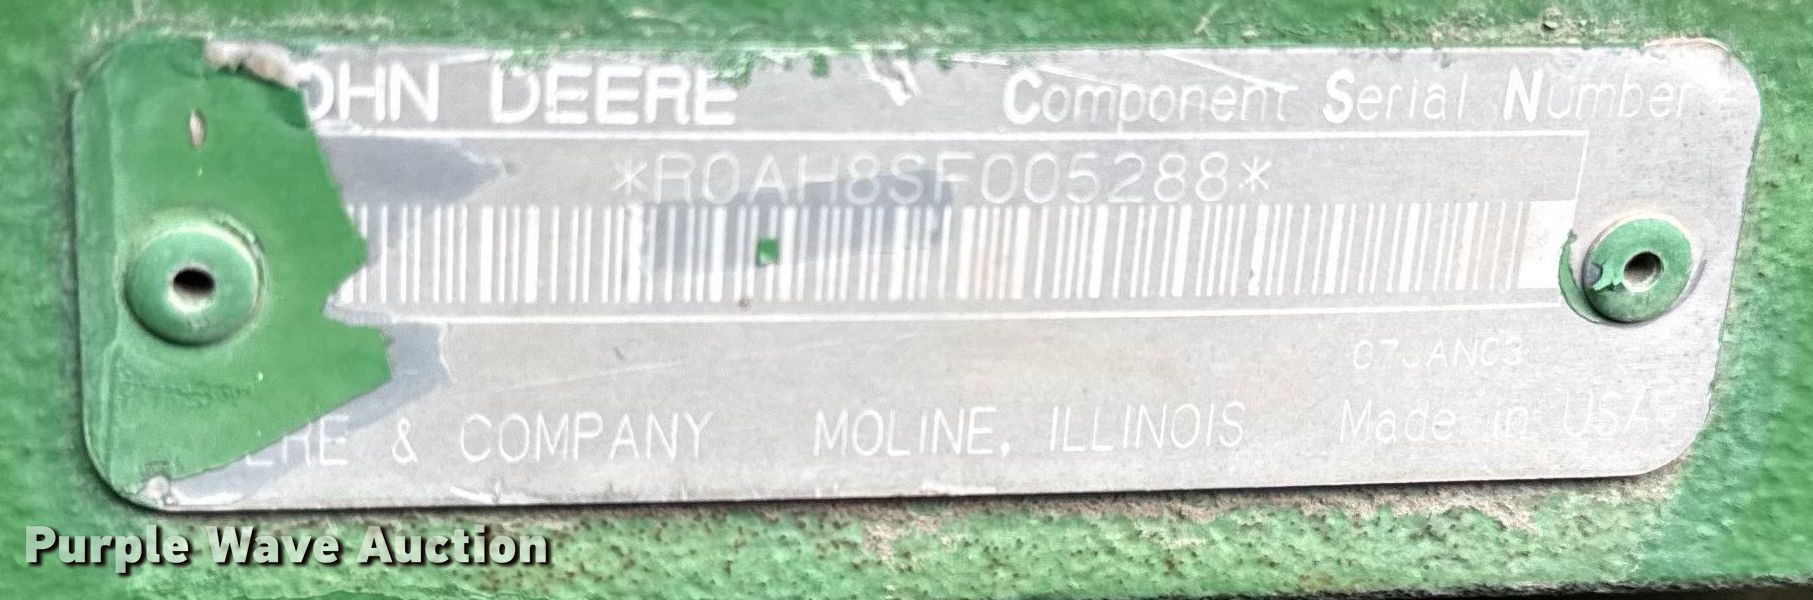 OHN DEERE Component Serial Number
*R0AH8SF005288*
07JAN03
ERE & COMPANY MOLINE, ILLINOIS Made in USA
Purple Wave Auction